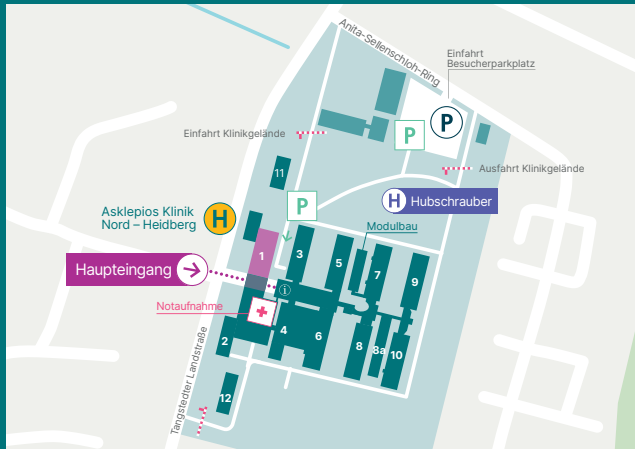 Anita-Sellenschloh-Ring
Einfahrt
Besucherparkplatz
P
P
Einfahrt Klinikgelände
Ausfahrt Klinikgelände
11
H Hubschrauber
P
Asklepios Klinik
Nord – Heidberg
H
Modulbau
1
3
5
7
9
Haupteingang
i
Notaufnahme
2
4
6
8
8a
10
12
Tangstedter Landstraße